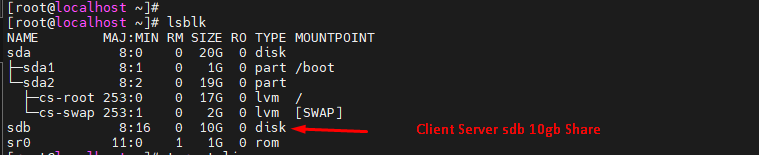 [root@localhost ~]#
[root@localhost ~]# lsblk
NAME        MAJ:MIN RM SIZE RO TYPE MOUNTPOINT
sda           8:0    0  20G  0 disk
├─sda1        8:1    0   1G  0 part /boot
└─sda2        8:2    0  19G  0 part
  ├─cs-root 253:0    0  17G  0 lvm  /
  └─cs-swap 253:1    0   2G  0 lvm  [SWAP]
sdb           8:16   0  10G  0 disk Client Server sdb 10gb Share
sr0          11:0    1   1G  0 rom